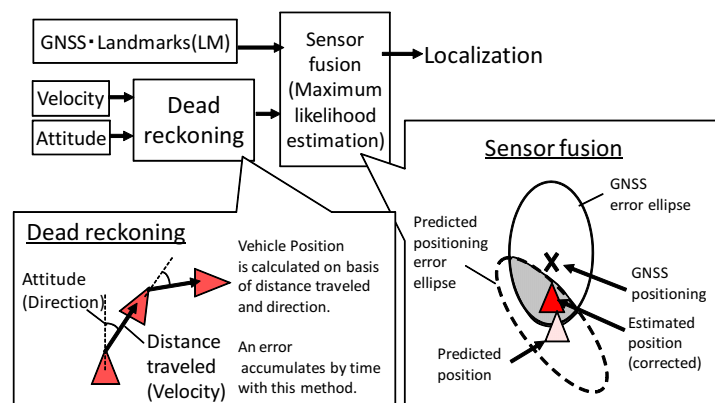 GNSS・Landmarks(LM)
Velocity
Attitude
Dead
reckoning
Sensor
fusion
(Maximum
likelihood
estimation)
Localization
Dead reckoning
Attitude
(Direction)
Distance
traveled
(Velocity)
Vehicle Position
is calculated on basis
of distance traveled
and direction.
An error
accumulates by time
with this method.
Sensor fusion
GNSS
error ellipse
Predicted
positioning
error
ellipse
GNSS
positioning
Estimated
position
(corrected)
Predicted
position